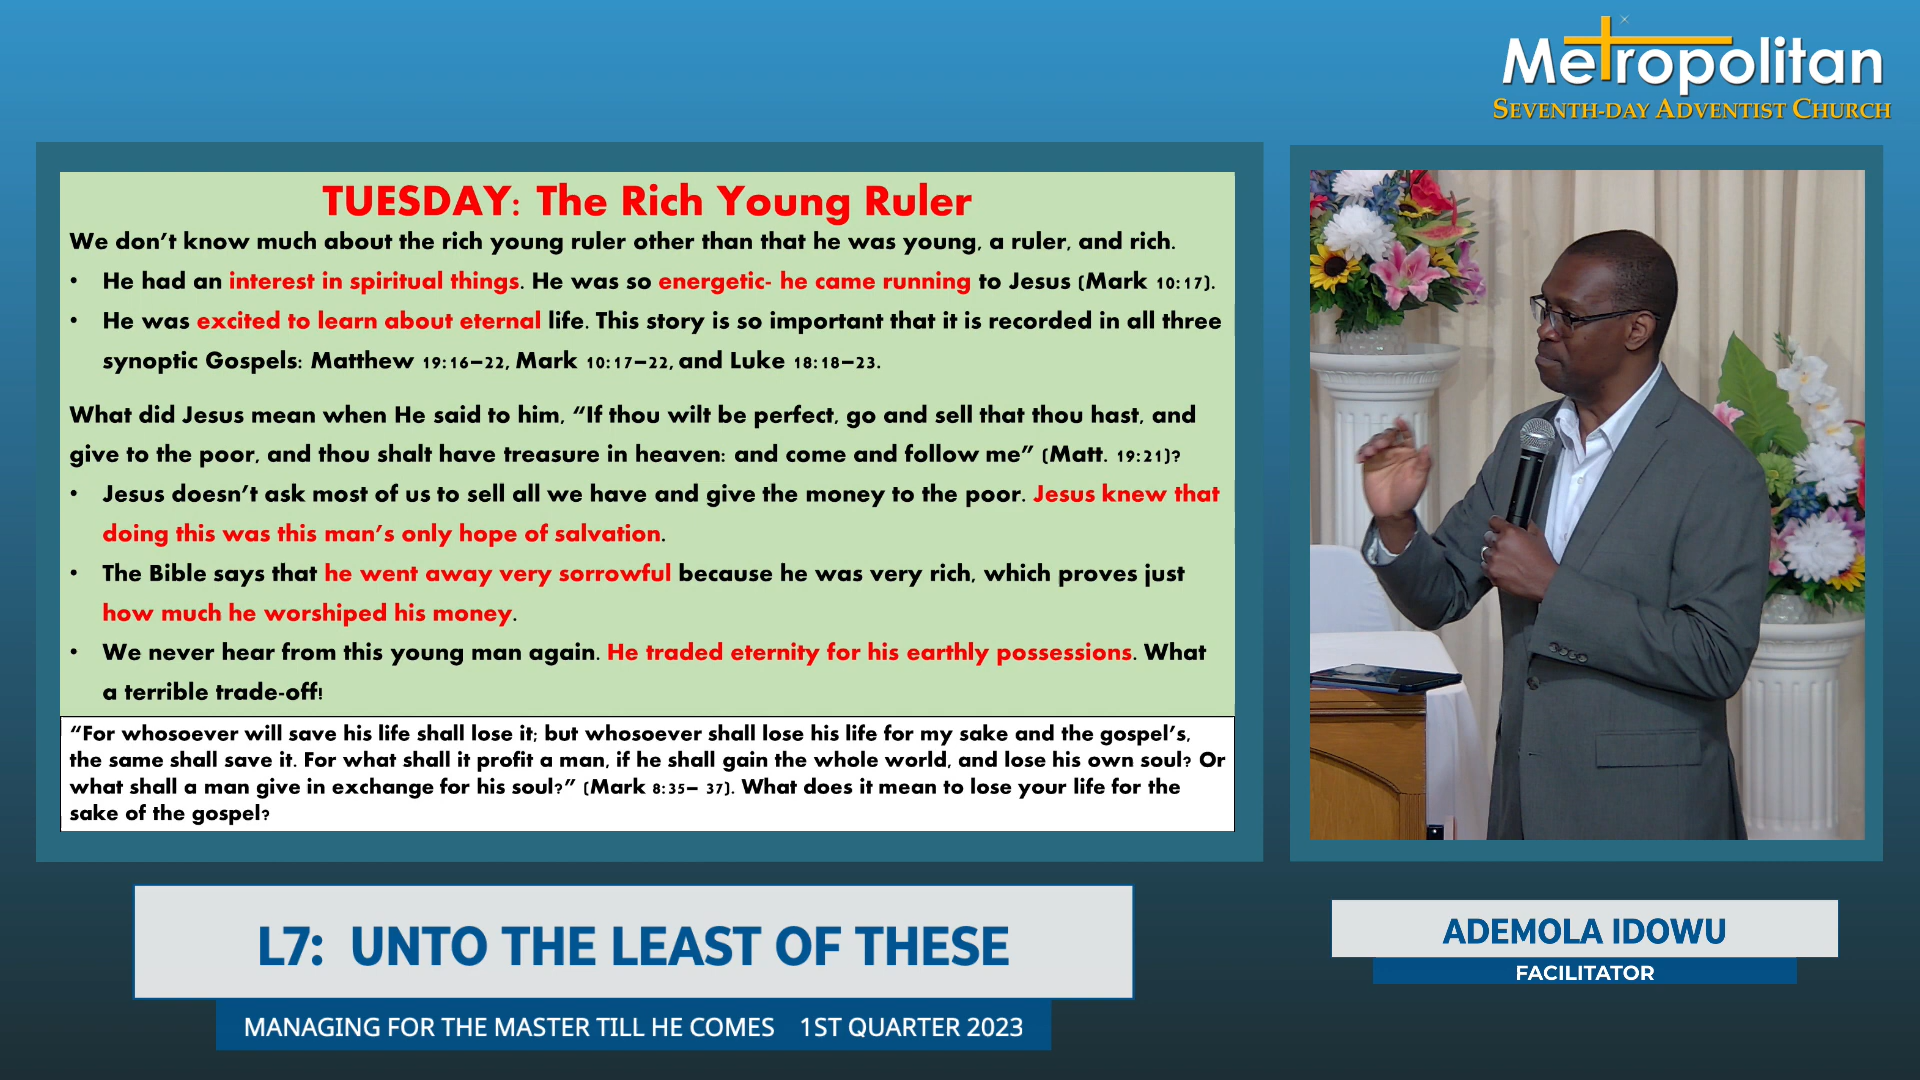 Metropolitan
SEVENTH-DAY ADVENTIST CHURCH
TUESDAY: The Rich Young Ruler
We don't know much about the rich young ruler other than that he was young, a ruler, and rich.
• He had an interest in spiritual things. He was so energetic- he came running to Jesus (Mark 10:17).
• He was excited to learn about eternal life. This story is so important that it is recorded in all three
synoptic Gospels: Matthew 19:16–22, Mark 10:17–22, and Luke 18:18–23.
What did Jesus mean when He said to him, “If thou wilt be perfect, go and sell that thou hast, and
give to the poor, and thou shalt have treasure in heaven: and come and follow me” (Matt. 19:21)?
• Jesus doesn't ask most of us to sell all we have and give the money to the poor. Jesus knew that
doing this was this man's only hope of salvation.
• The Bible says that he went away very sorrowful because he was very rich, which proves just
how much he worshiped his money.
• We never hear from this young man again. He traded eternity for his earthly possessions. What
a terrible trade-off!
“For whosoever will save his life shall lose it; but whosoever shall lose his life for my sake and the gospel's,
the same shall save it. For what shall it profit a man, if he shall gain the whole world, and lose his own soul? Or
what shall a man give in exchange for his soul?” (Mark 8:35– 37). What does it mean to lose your life for the
sake of the gospel?
L7: UNTO THE LEAST OF THESE
MANAGING FOR THE MASTER TILL HE COMES 1ST QUARTER 2023
ADEMOLA IDOWU
FACILITATOR